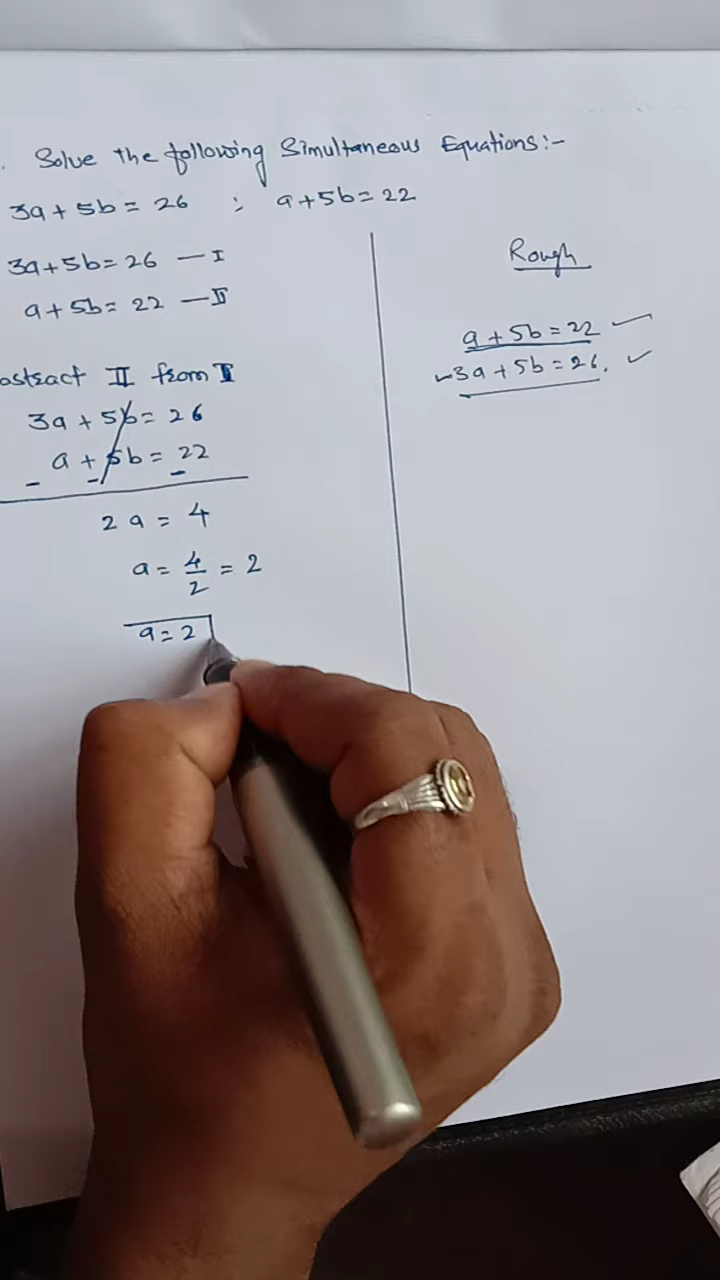 . Solve the following Simultaneous Equations:-
3a + 5b = 26 ; a + 5b = 22
3a + 5b = 26 — I
a + 5b = 22 — II
II from I
3a + 5b = 26
a + 5b = 22
- - -
2a = 4
a = 4/2 = 2
a = 2
Rough
a + 5b = 22
3a + 5b = 26.